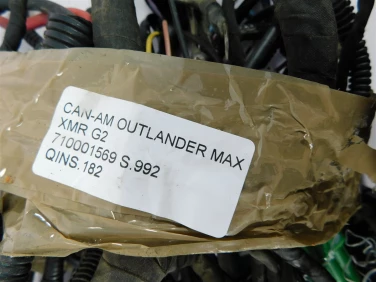 CAN-AM OUTLANDER MAX
XMR G2
710001569 S.992
QINS.182